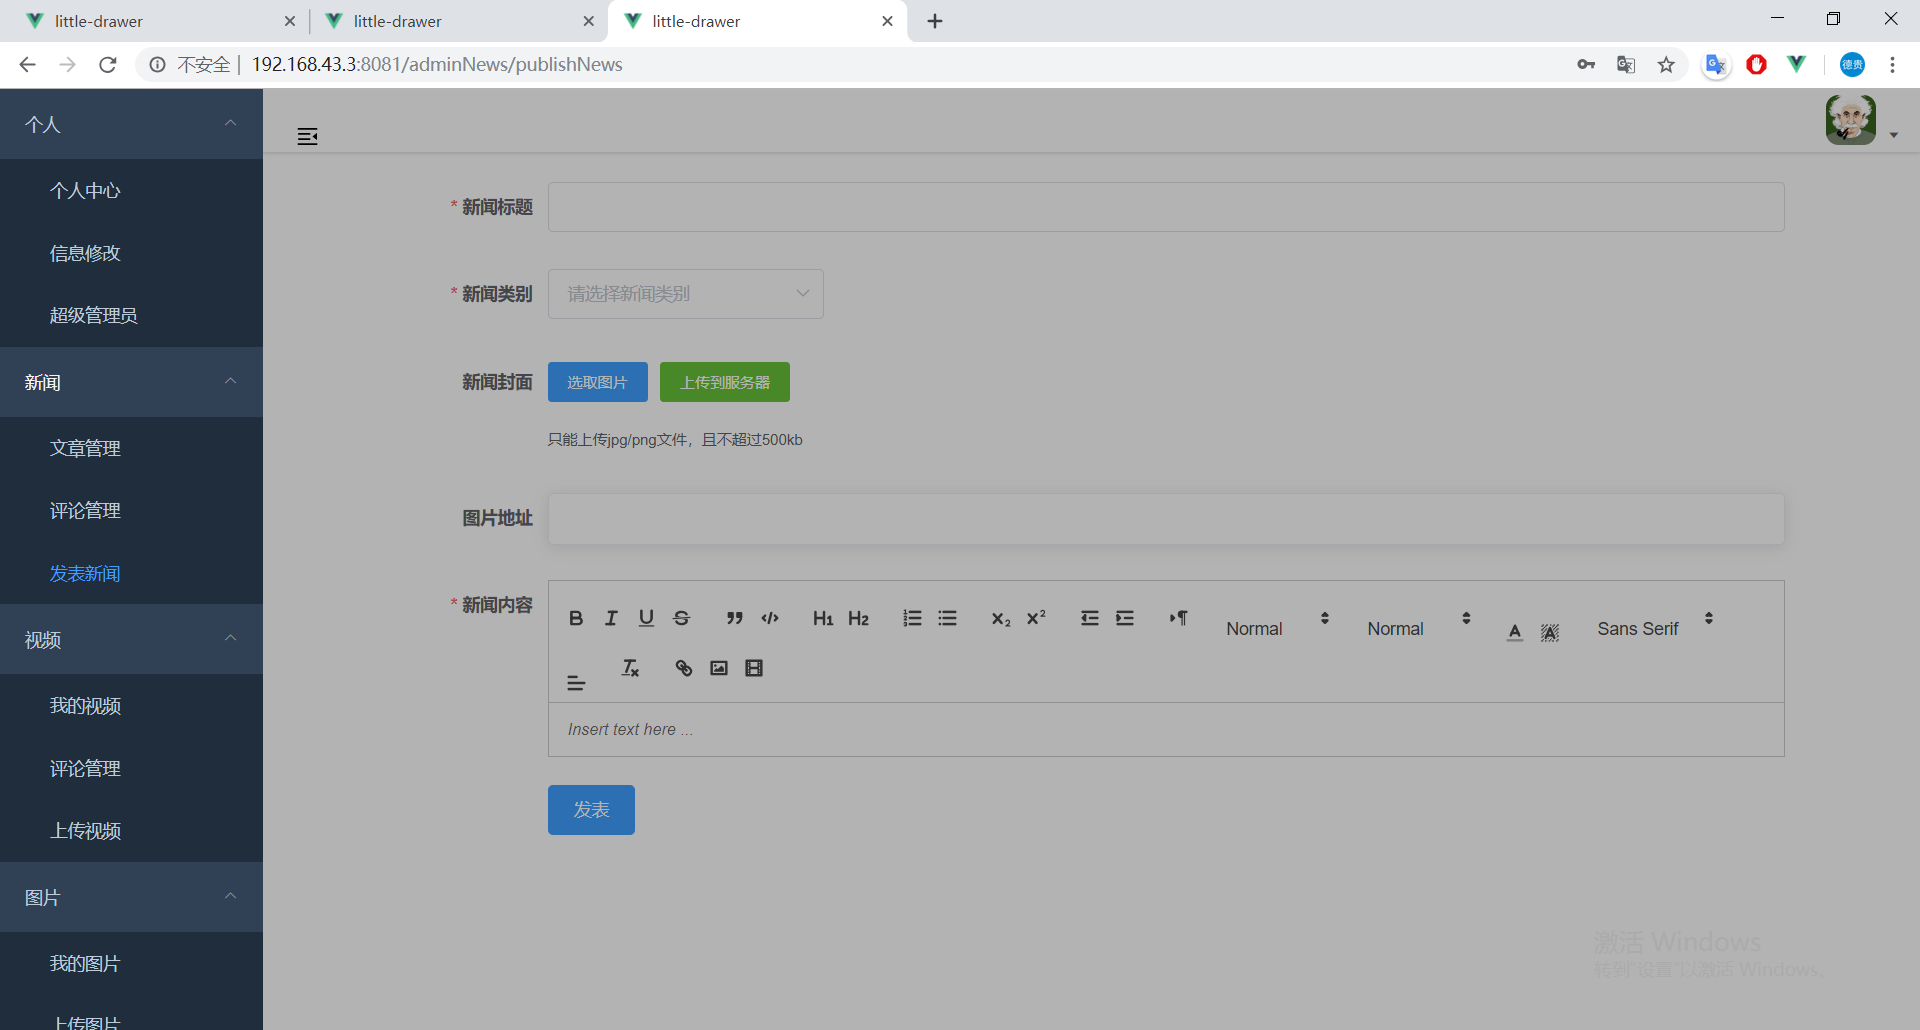 little-drawer
little-drawer
little-drawer
不安全 | 192.168.43.3:8081/adminNews/publishNews
德贵
个人
个人中心
信息修改
超级管理员
新闻
文章管理
评论管理
发表新闻
视频
我的视频
评论管理
上传视频
图片
我的图片
上传图片
* 新闻标题
* 新闻类别
请选择新闻类别
新闻封面
选取图片
上传到服务器
只能上传jpg/png文件，且不超过500kb
图片地址
* 新闻内容
B I U S H1 H2 X2 X2 Normal Normal A A Sans Serif
Tx
Insert text here ...
发表
激活 Windows
转到"设置"以激活 Windows。